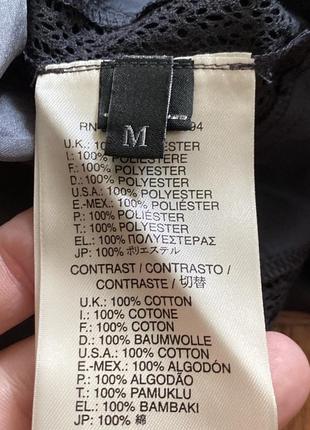 M
RN
94
U.K.: 100% POLYESTER
I.: 100% POLIESTERE
F.: 100% POLYESTER
D.: 100% POLYESTER
U.S.A.: 100% POLYESTER
E.-MEX.: 100% POLIÉSTER
P.: 100% POLIÉSTER
T.: 100% POLYESTER
EL.: 100% ΠΟΛΥΕΣΤΕΡΑΣ
JP: 100% ポリエステル
CONTRAST / CONTRASTO /
CONTRASTE / 切替
U.K.: 100% COTTON
I.: 100% COTONE
F.: 100% COTON
D.: 100% BAUMWOLLE
U.S.A.: 100% COTTON
E.-MEX.: 100% ALGODÓN
P.: 100% ALGODÃO
T.: 100% PAMUKLU
EL.: 100% BAMBAKI
JP: 100% 綿